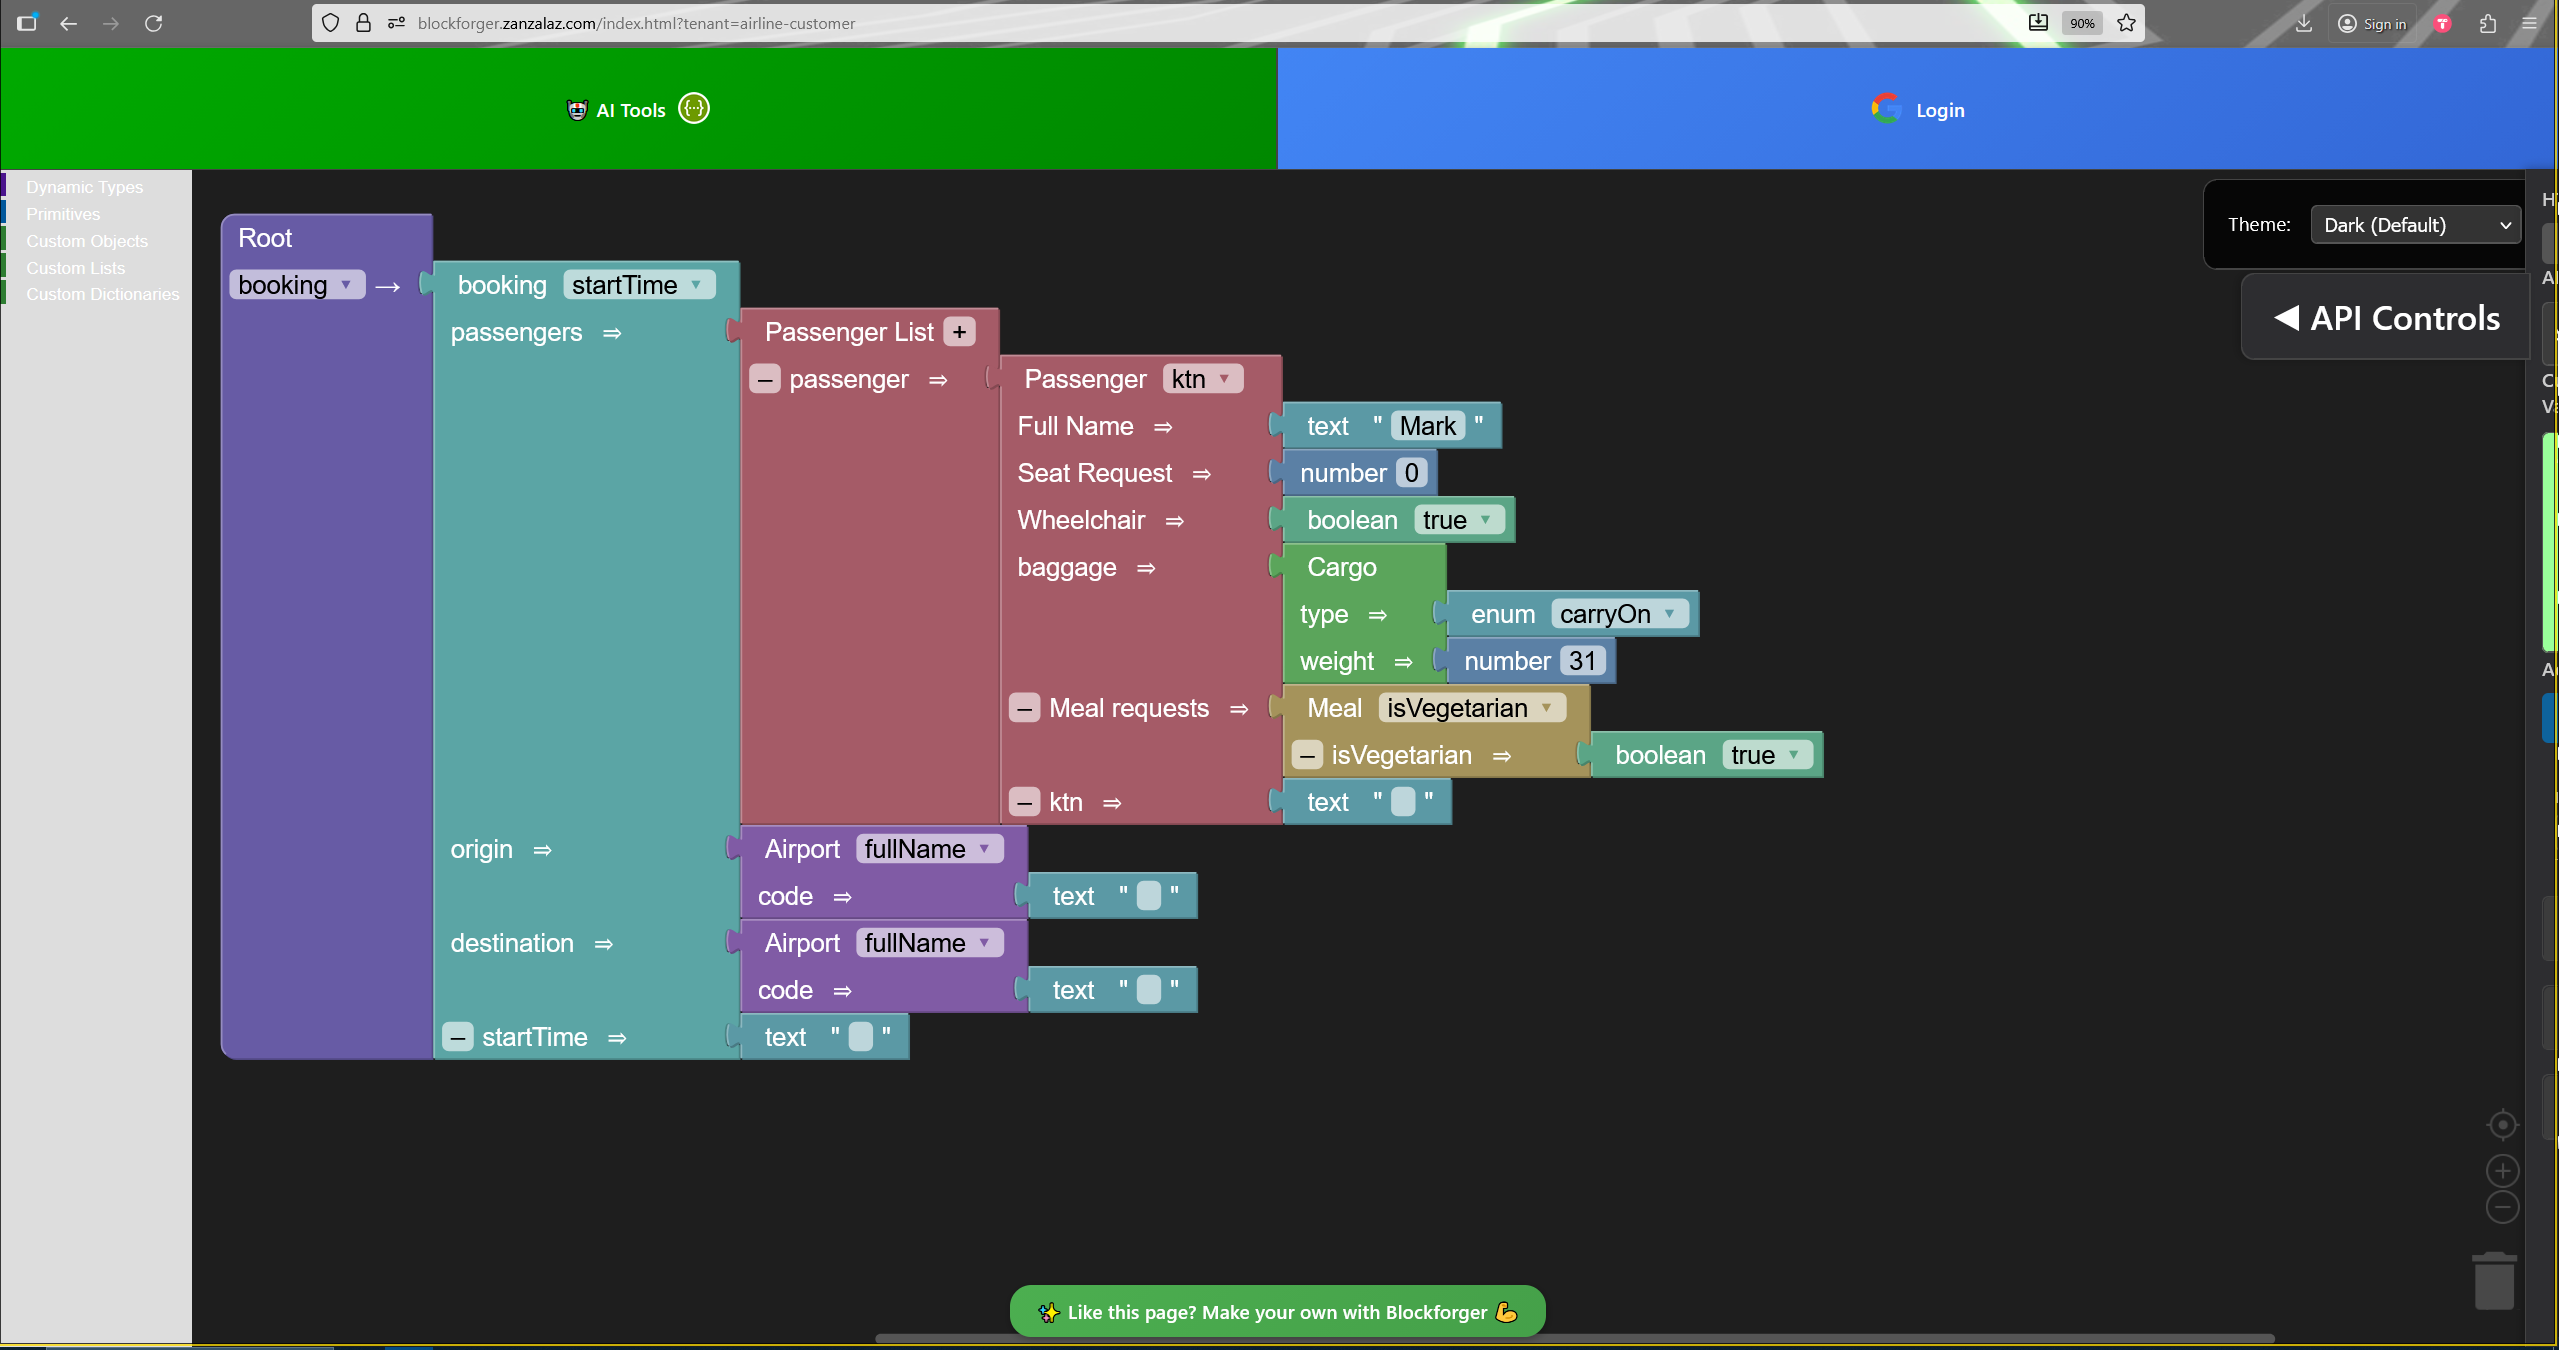 blockforger.zanzalaz.com/index.html?tenant=airline-customer
90%
Sign in
AI Tools {...}
Login
Dynamic Types
Primitives
Custom Objects
Custom Lists
Custom Dictionaries
Theme: Dark (Default)
◀ API Controls
Root
booking ▼ → booking startTime ▼
passengers ⇒ Passenger List +
– passenger ⇒ Passenger ktn ▼
Full Name ⇒ text " Mark "
Seat Request ⇒ number 0
Wheelchair ⇒ boolean true ▼
baggage ⇒ Cargo
type ⇒ enum carryOn ▼
weight ⇒ number 31
– Meal requests ⇒ Meal isVegetarian ▼
– isVegetarian ⇒ boolean true ▼
– ktn ⇒ text " "
origin ⇒ Airport fullName ▼
code ⇒ text " "
destination ⇒ Airport fullName ▼
code ⇒ text " "
– startTime ⇒ text " "
✨ Like this page? Make your own with Blockforger 💪